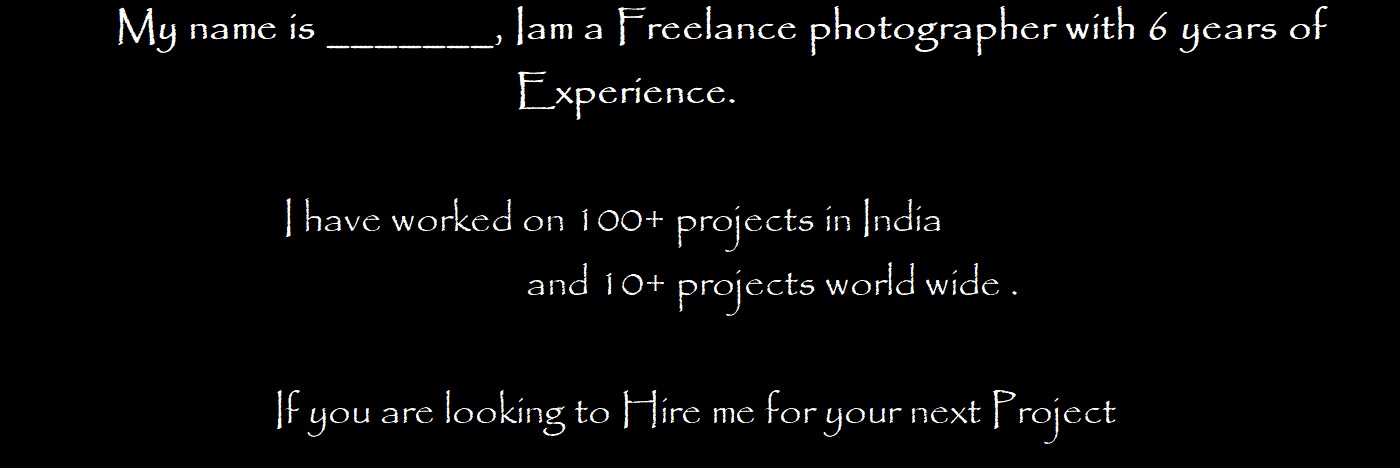 My name is _______, Iam a Freelance photographer with 6 years of
Experience.
I have worked on 100+ projects in India
and 10+ projects world wide .
If you are looking to Hire me for your next Project